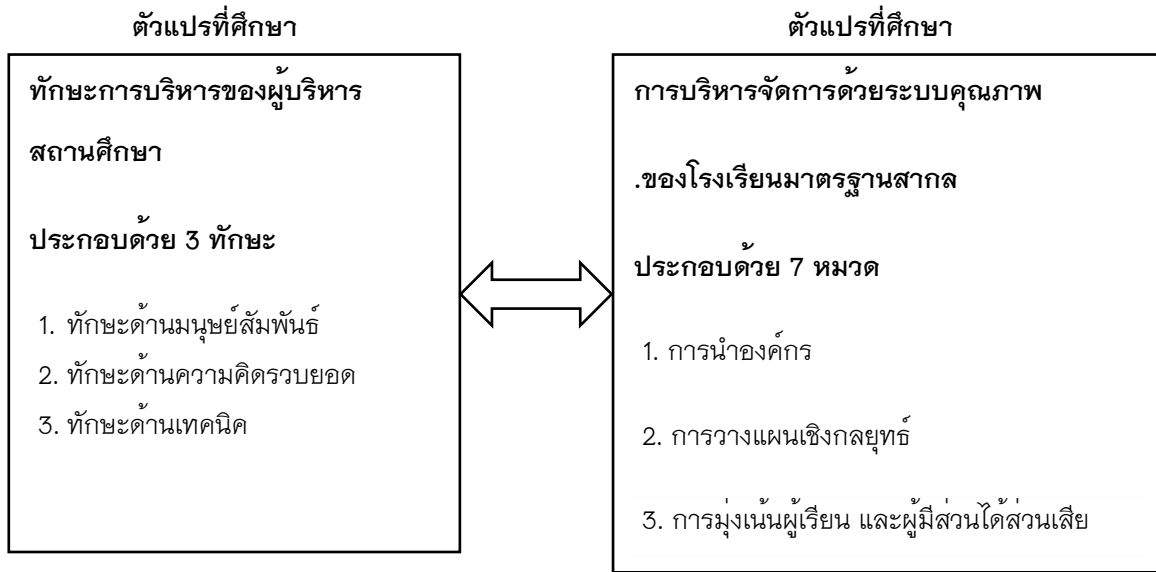 ตัวแปรที่ศึกษา
ทักษะการบริหารของผู้บริหาร
สถานศึกษา
ประกอบด้วย 3 ทักษะ
1. ทักษะด้านมนุษย์สัมพันธ์
2. ทักษะด้านความคิดรวบยอด
3. ทักษะด้านเทคนิค
ตัวแปรที่ศึกษา
การบริหารจัดการด้วยระบบคุณภาพ
.ของโรงเรียนมาตรฐานสากล
ประกอบด้วย 7 หมวด
1. การนำองค์กร
2. การวางแผนเชิงกลยุทธ์
3. การมุ่งเน้นผู้เรียน และผู้มีส่วนได้ส่วนเสีย